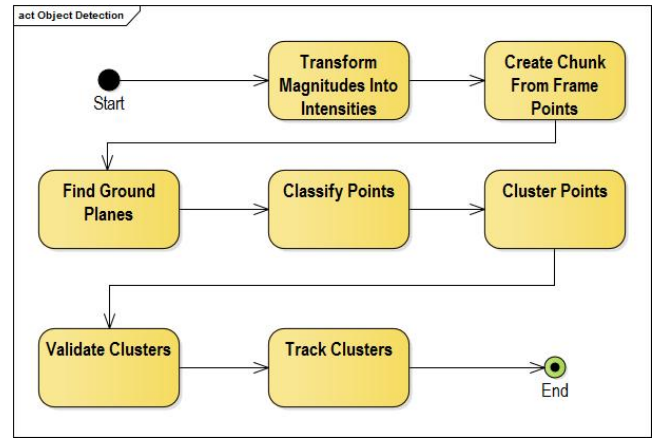 act Object Detection
Start
Transform
Magnitudes Into
Intensities
Create Chunk
From Frame
Points
Find Ground
Planes
Classify Points
Cluster Points
Validate Clusters
Track Clusters
End